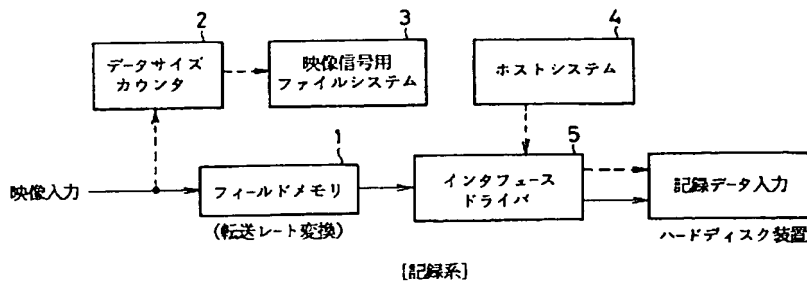 2
データサイズ
カウンタ
3
映像信号用
ファイルシステム
4
ホストシステム
映像入力
1
フィールドメモリ
(転送レート変換)
5
インタフェース
ドライバ
記録データ入力
ハードディスク装置
[記録系]